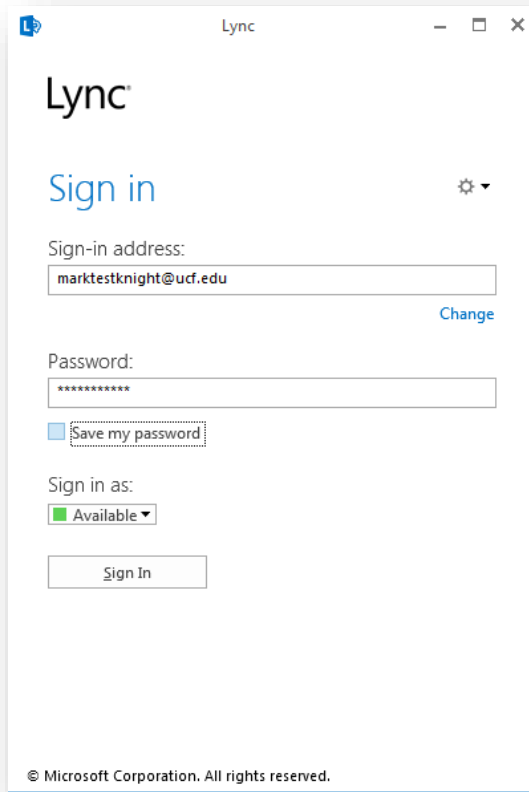 Lync
Lync
Sign in
Sign-in address:
marktestknight@ucf.edu
Change
Password:
***********
Save my password
Sign in as:
Available
Sign In
© Microsoft Corporation. All rights reserved.